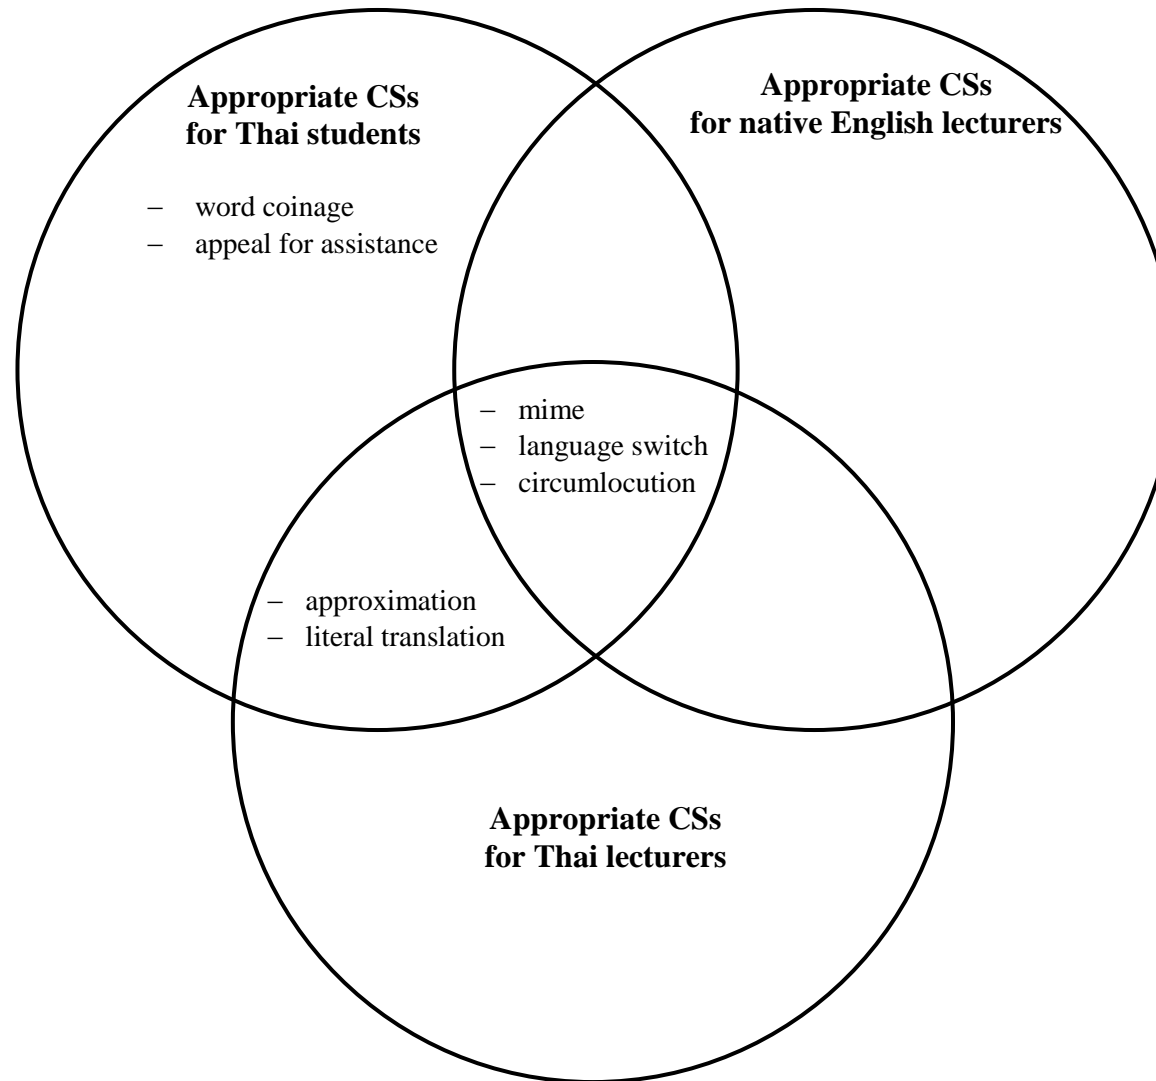 Appropriate CSs
for Thai students
Appropriate CSs
for native English lecturers
– word coinage
– appeal for assistance
– mime
– language switch
– circumlocution
– approximation
– literal translation
Appropriate CSs
for Thai lecturers